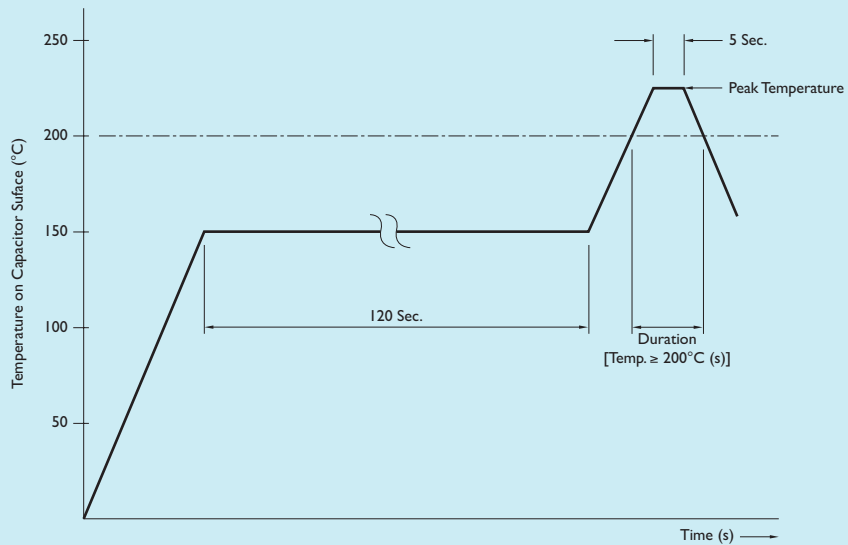 250
5 Sec.
Peak Temperature
200
150
120 Sec.
Duration
[Temp. ≥ 200°C (s)]
100
50
Temperature on Capacitor Suface (°C)
Time (s)